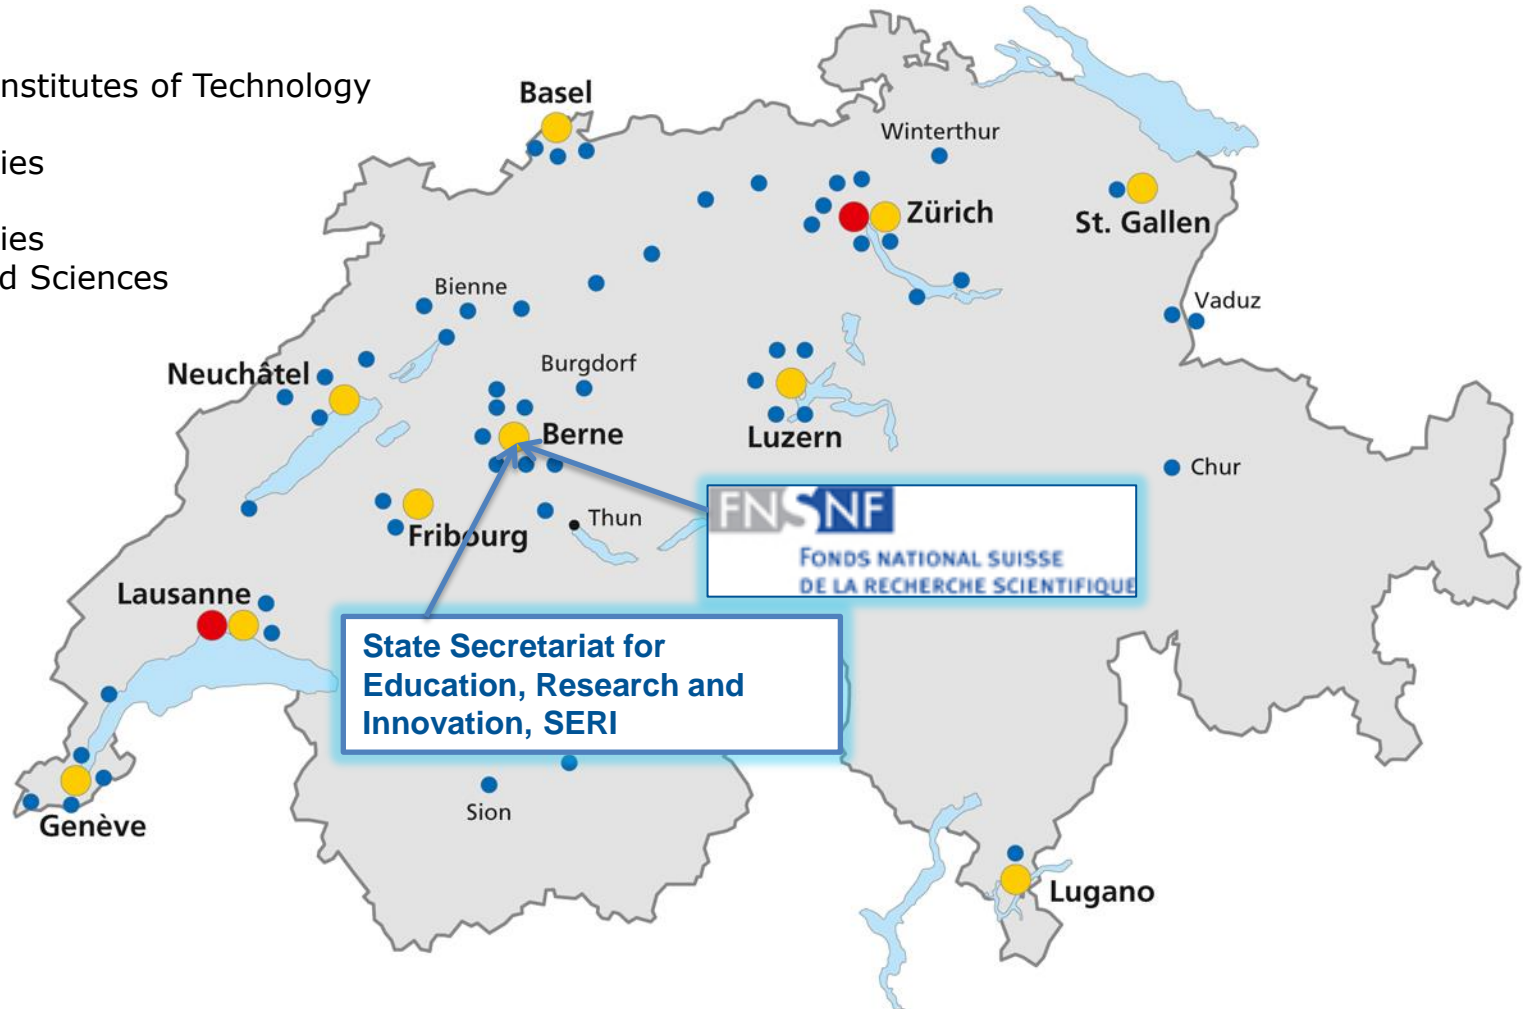 nstitutes of Technology
ies
ies
d Sciences
Basel
Winterthur
Zürich
St. Gallen
Bienne
Vaduz
Neuchâtel
Burgdorf
Berne
Luzern
Chur
FNSNF
FONDS NATIONAL SUISSE
DE LA RECHERCHE SCIENTIFIQUE
Thun
Fribourg
Lausanne
State Secretariat for
Education, Research and
Innovation, SERI
Sion
Genève
Lugano